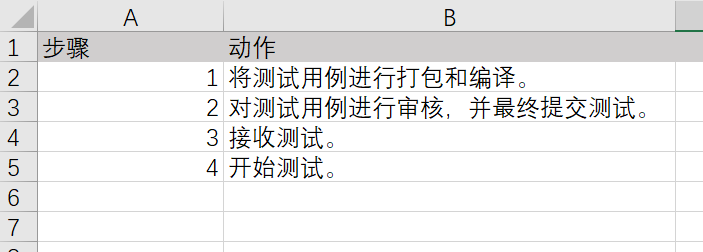 A B
1 步骤 动作
2 1 将测试用例进行打包和编译。
3 2 对测试用例进行审核，并最终提交测试。
4 3 接收测试。
5 4 开始测试。
6
7